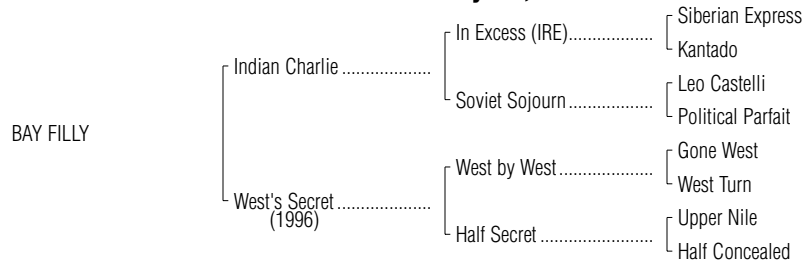 Siberian Express
In Excess (IRE)..................
Kantado
Indian Charlie ...................
Leo Castelli
Soviet Sojourn..................
Political Parfait
BAY FILLY
Gone West
West by West....................
West Turn
West's Secret ....................
(1996)
Upper Nile
Half Secret ........................
Half Concealed